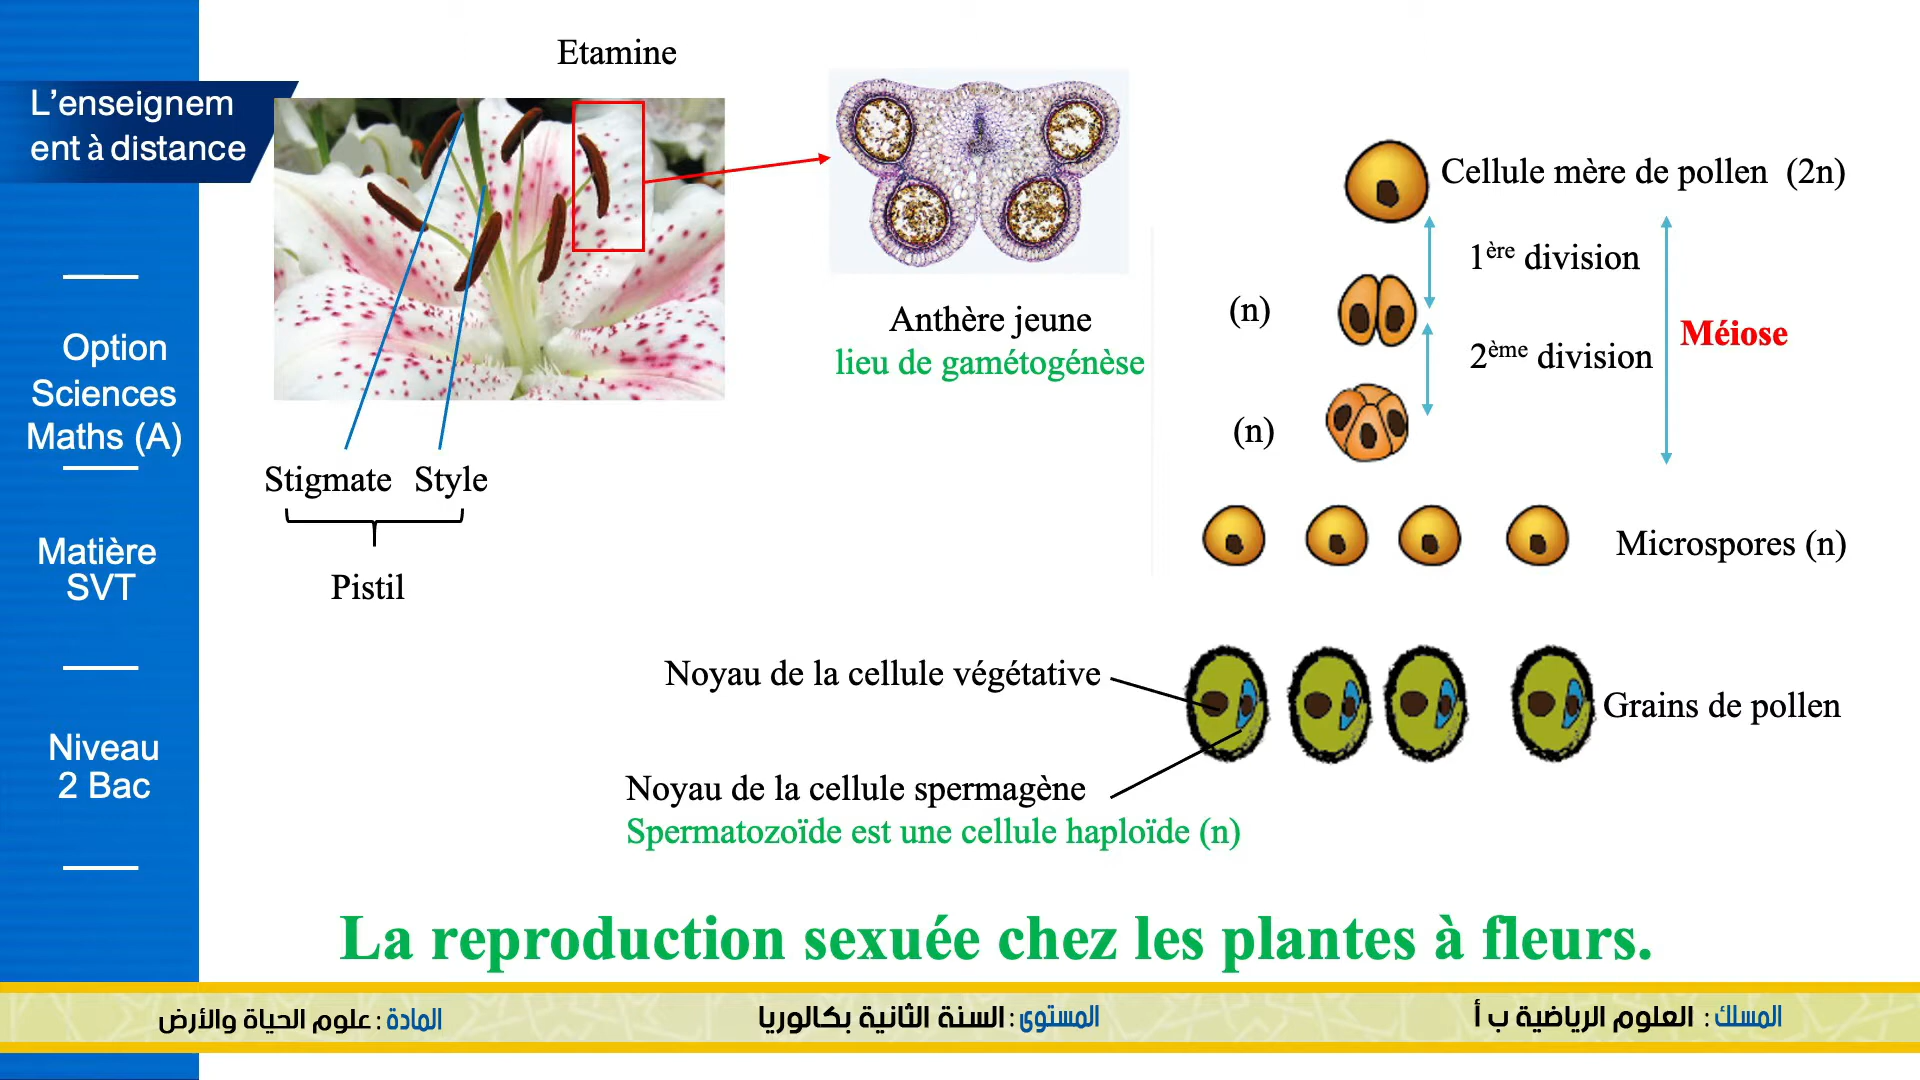 L'enseignem
ent à distance
Option
Sciences
Maths (A)
Matière
SVT
Niveau
2 Bac
Etamine
Stigmate Style
Pistil
Anthère jeune
lieu de gamétogénèse
Cellule mère de pollen (2n)
1ère division
(n)
2ème division
Méiose
(n)
Microspores (n)
Noyau de la cellule végétative
Grains de pollen
Noyau de la cellule spermagène
Spermatozoïde est une cellule haploïde (n)
La reproduction sexuée chez les plantes à fleurs.
المسلك : العلوم الرياضية ب أ
المستوى : السنة الثانية بكالوريا
المادة : علوم الحياة والأرض